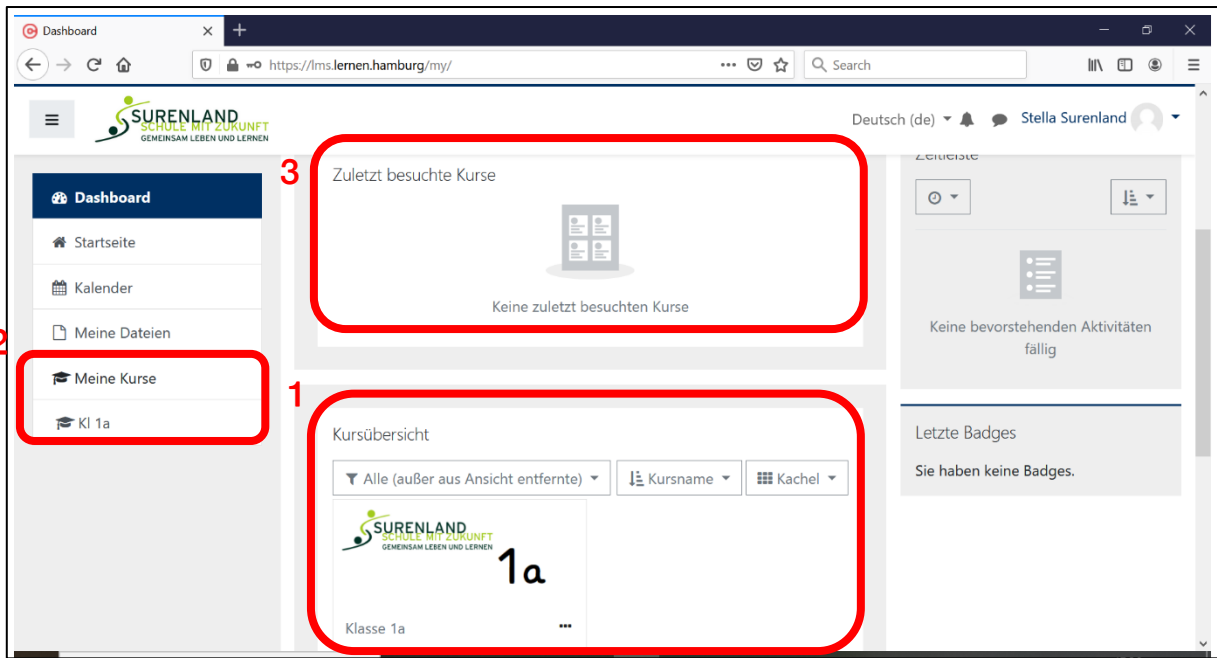 Dashboard
https://lms.lernen.hamburg/my/
Search
SURENLAND
SCHULE MIT ZUKUNFT
GEMEINSAM LEBEN UND LERNEN
Deutsch (de)
Stella Surenland
Dashboard
Startseite
Kalender
Meine Dateien
2
Meine Kurse
Kl 1a
3
Zuletzt besuchte Kurse
Keine zuletzt besuchten Kurse
1
Kursübersicht
Alle (außer aus Ansicht entfernte)
Kursname
Kachel
SURENLAND
SCHULE MIT ZUKUNFT
GEMEINSAM LEBEN UND LERNEN
1a
Klasse 1a
Zeitleiste
Keine bevorstehenden Aktivitäten
fällig
Letzte Badges
Sie haben keine Badges.